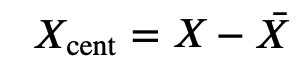 X_cent = X − X̄